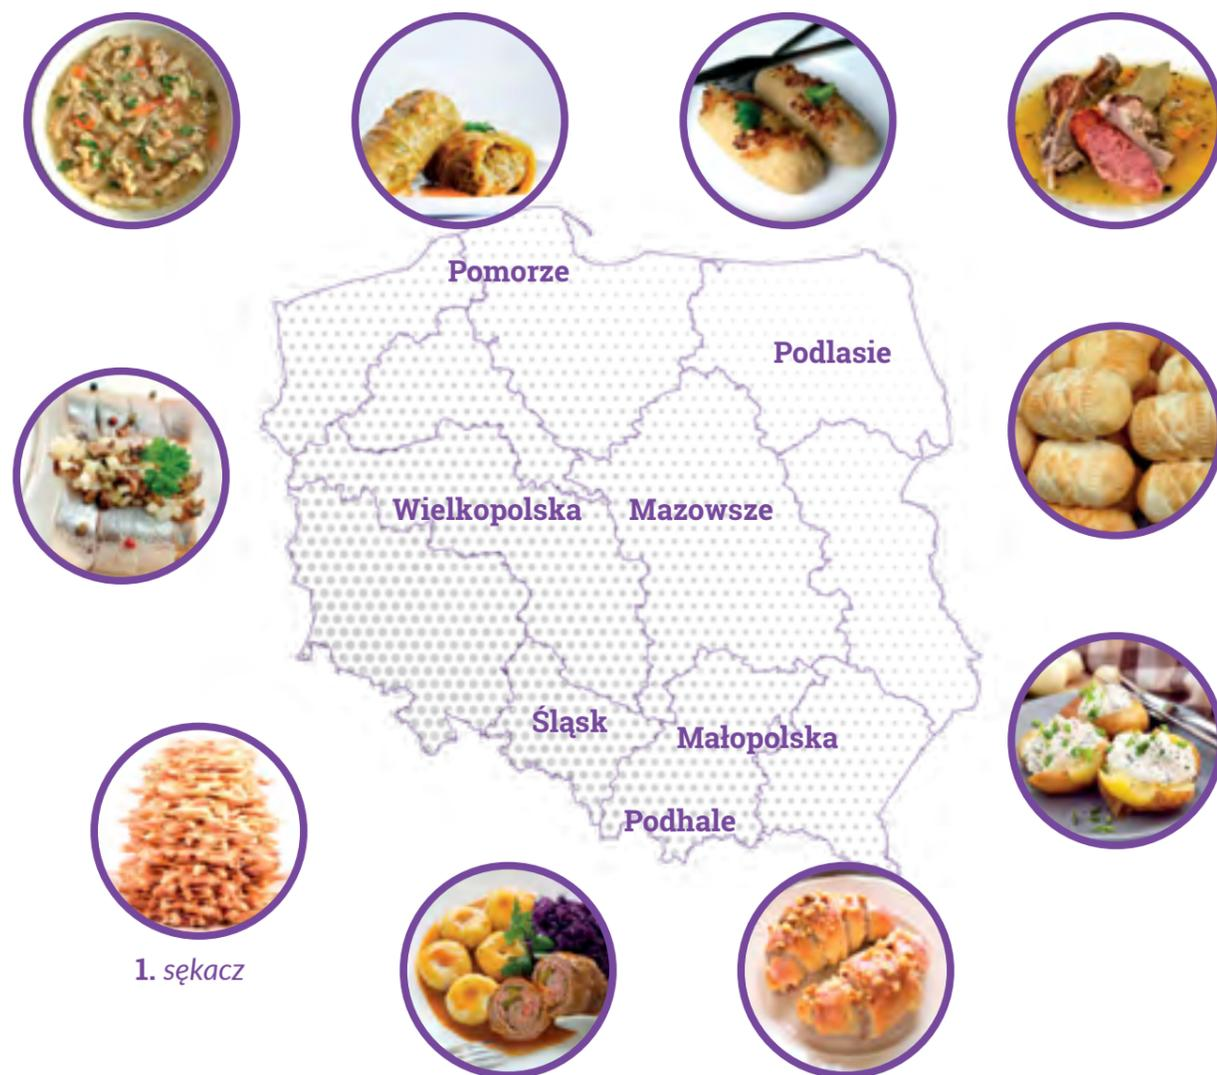 Pomorze
Podlasie
Wielkopolska
Mazowsze
Śląsk
Małopolska
Podhale
1. sękacz